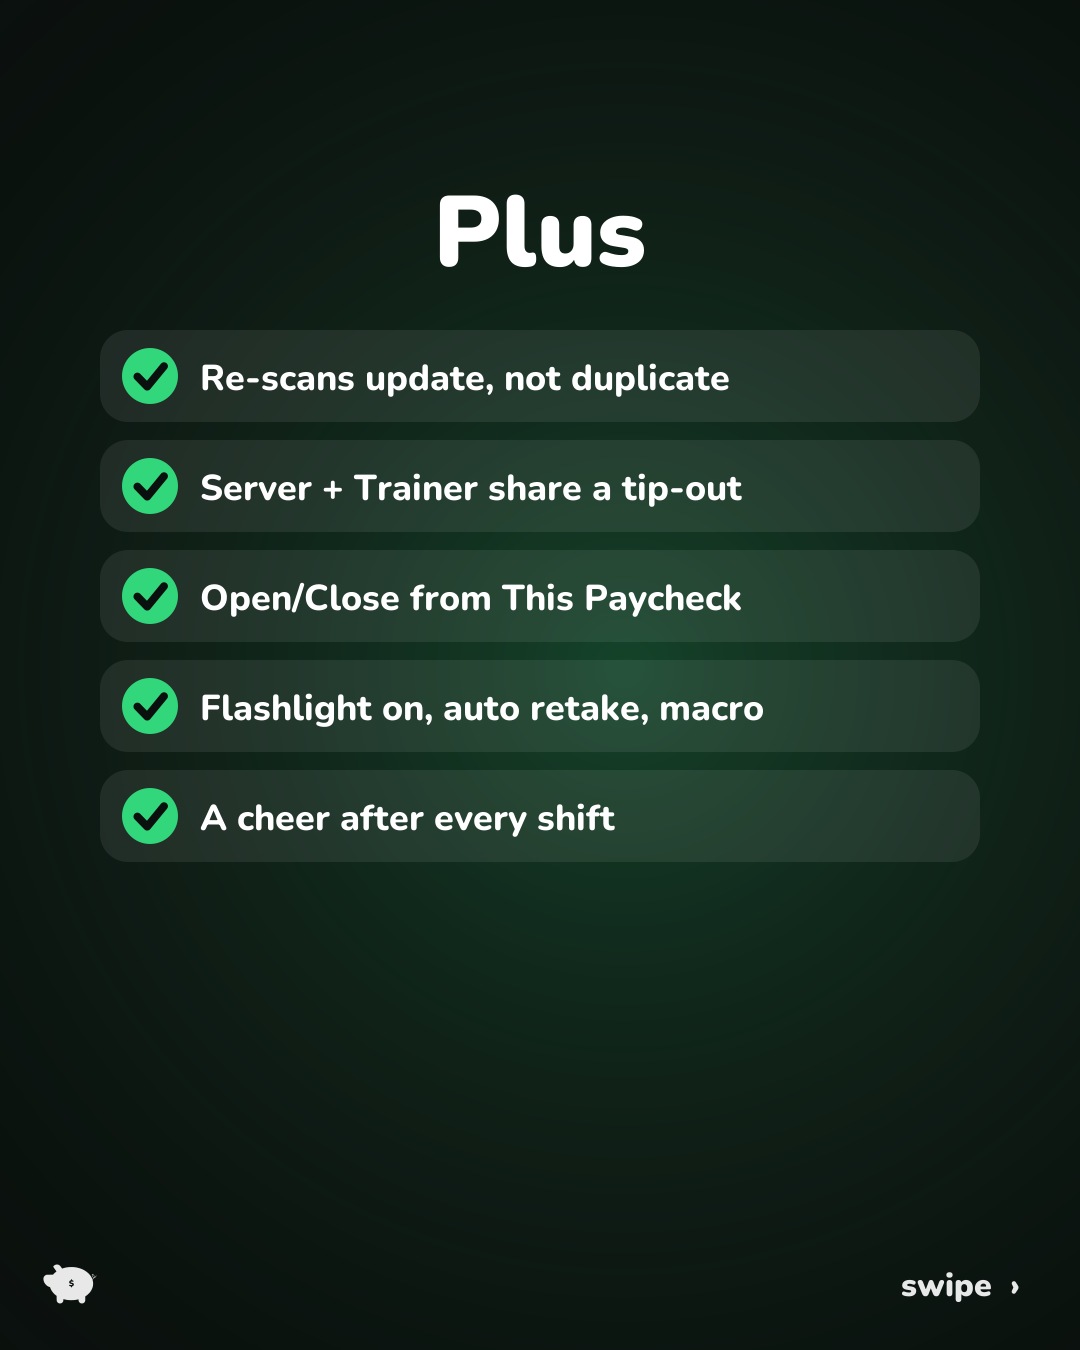 Plus
Re-scans update, not duplicate
Server + Trainer share a tip-out
Open/Close from This Paycheck
Flashlight on, auto retake, macro
A cheer after every shift
$
swipe ›